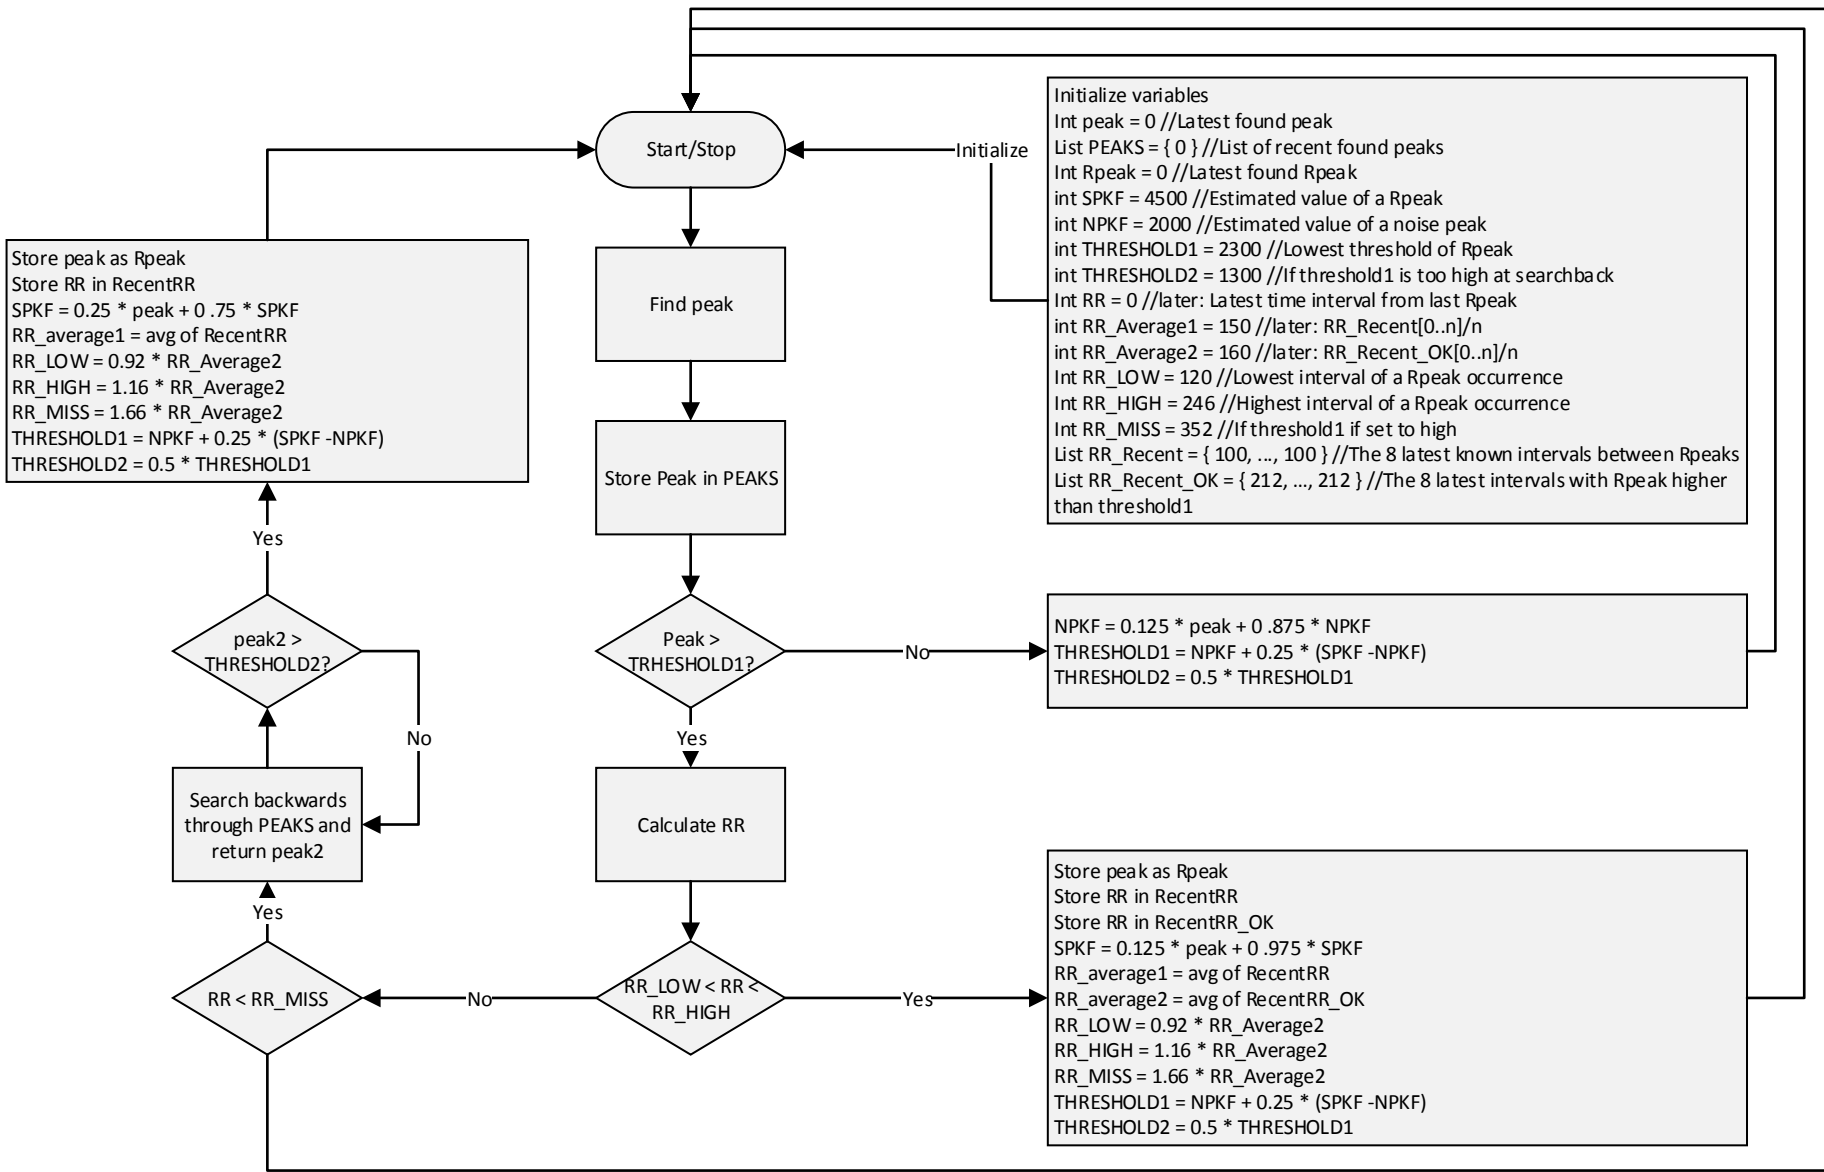 Start/Stop
Initialize
Initialize variables
Int peak = 0 //Latest found peak
List PEAKS = { 0 } //List of recent found peaks
Int Rpeak = 0 //Latest found Rpeak
int SPKF = 4500 //Estimated value of a Rpeak
int NPKF = 2000 //Estimated value of a noise peak
int THRESHOLD1 = 2300 //Lowest threshold of Rpeak
int THRESHOLD2 = 1300 //If threshold1 is too high at searchback
Int RR = 0 //later: Latest time interval from last Rpeak
int RR_Average1 = 150 //later: RR_Recent[0..n]/n
int RR_Average2 = 160 //later: RR_Recent_OK[0..n]/n
Int RR_LOW = 120 //Lowest interval of a Rpeak occurrence
Int RR_HIGH = 246 //Highest interval of a Rpeak occurrence
Int RR_MISS = 352 //If threshold1 if set to high
List RR_Recent = { 100, ..., 100 } //The 8 latest known intervals between Rpeaks
List RR_Recent_OK = { 212, ..., 212 } //The 8 latest intervals with Rpeak higher
than threshold1
Find peak
Store Peak in PEAKS
Peak >
TRHESHOLD1?
No
NPKF = 0.125 * peak + 0 .875 * NPKF
THRESHOLD1 = NPKF + 0.25 * (SPKF -NPKF)
THRESHOLD2 = 0.5 * THRESHOLD1
Yes
Calculate RR
RR_LOW < RR <
RR_HIGH
Yes
Store peak as Rpeak
Store RR in RecentRR
Store RR in RecentRR_OK
SPKF = 0.125 * peak + 0 .975 * SPKF
RR_average1 = avg of RecentRR
RR_average2 = avg of RecentRR_OK
RR_LOW = 0.92 * RR_Average2
RR_HIGH = 1.16 * RR_Average2
RR_MISS = 1.66 * RR_Average2
THRESHOLD1 = NPKF + 0.25 * (SPKF -NPKF)
THRESHOLD2 = 0.5 * THRESHOLD1
No
RR < RR_MISS
Yes
Search backwards
through PEAKS and
return peak2
peak2 >
THRESHOLD2?
No
Yes
Store peak as Rpeak
Store RR in RecentRR
SPKF = 0.25 * peak + 0 .75 * SPKF
RR_average1 = avg of RecentRR
RR_LOW = 0.92 * RR_Average2
RR_HIGH = 1.16 * RR_Average2
RR_MISS = 1.66 * RR_Average2
THRESHOLD1 = NPKF + 0.25 * (SPKF -NPKF)
THRESHOLD2 = 0.5 * THRESHOLD1